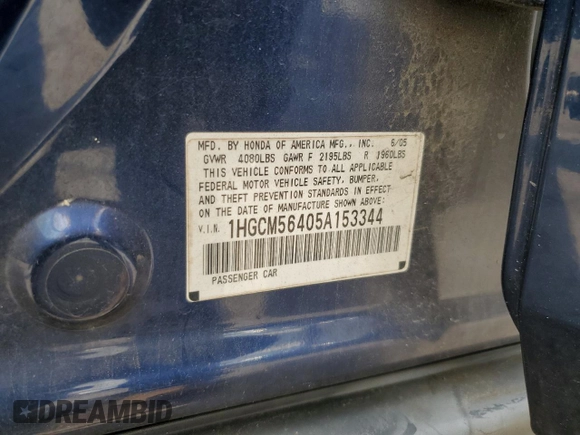 MFD. BY HONDA OF AMERICA MFG., INC. 6/05
GVWR 4080LBS GAWR F 2195LBS R 1960LBS
THIS VEHICLE CONFORMS TO ALL APPLICABLE
FEDERAL MOTOR VEHICLE SAFETY, BUMPER,
AND THEFT PREVENTION STANDARDS IN EFFECT
ON THE DATE OF MANUFACTURE SHOWN ABOVE:
V.I.N. 1HGCM56405A153344
PASSENGER CAR
DREAMBID